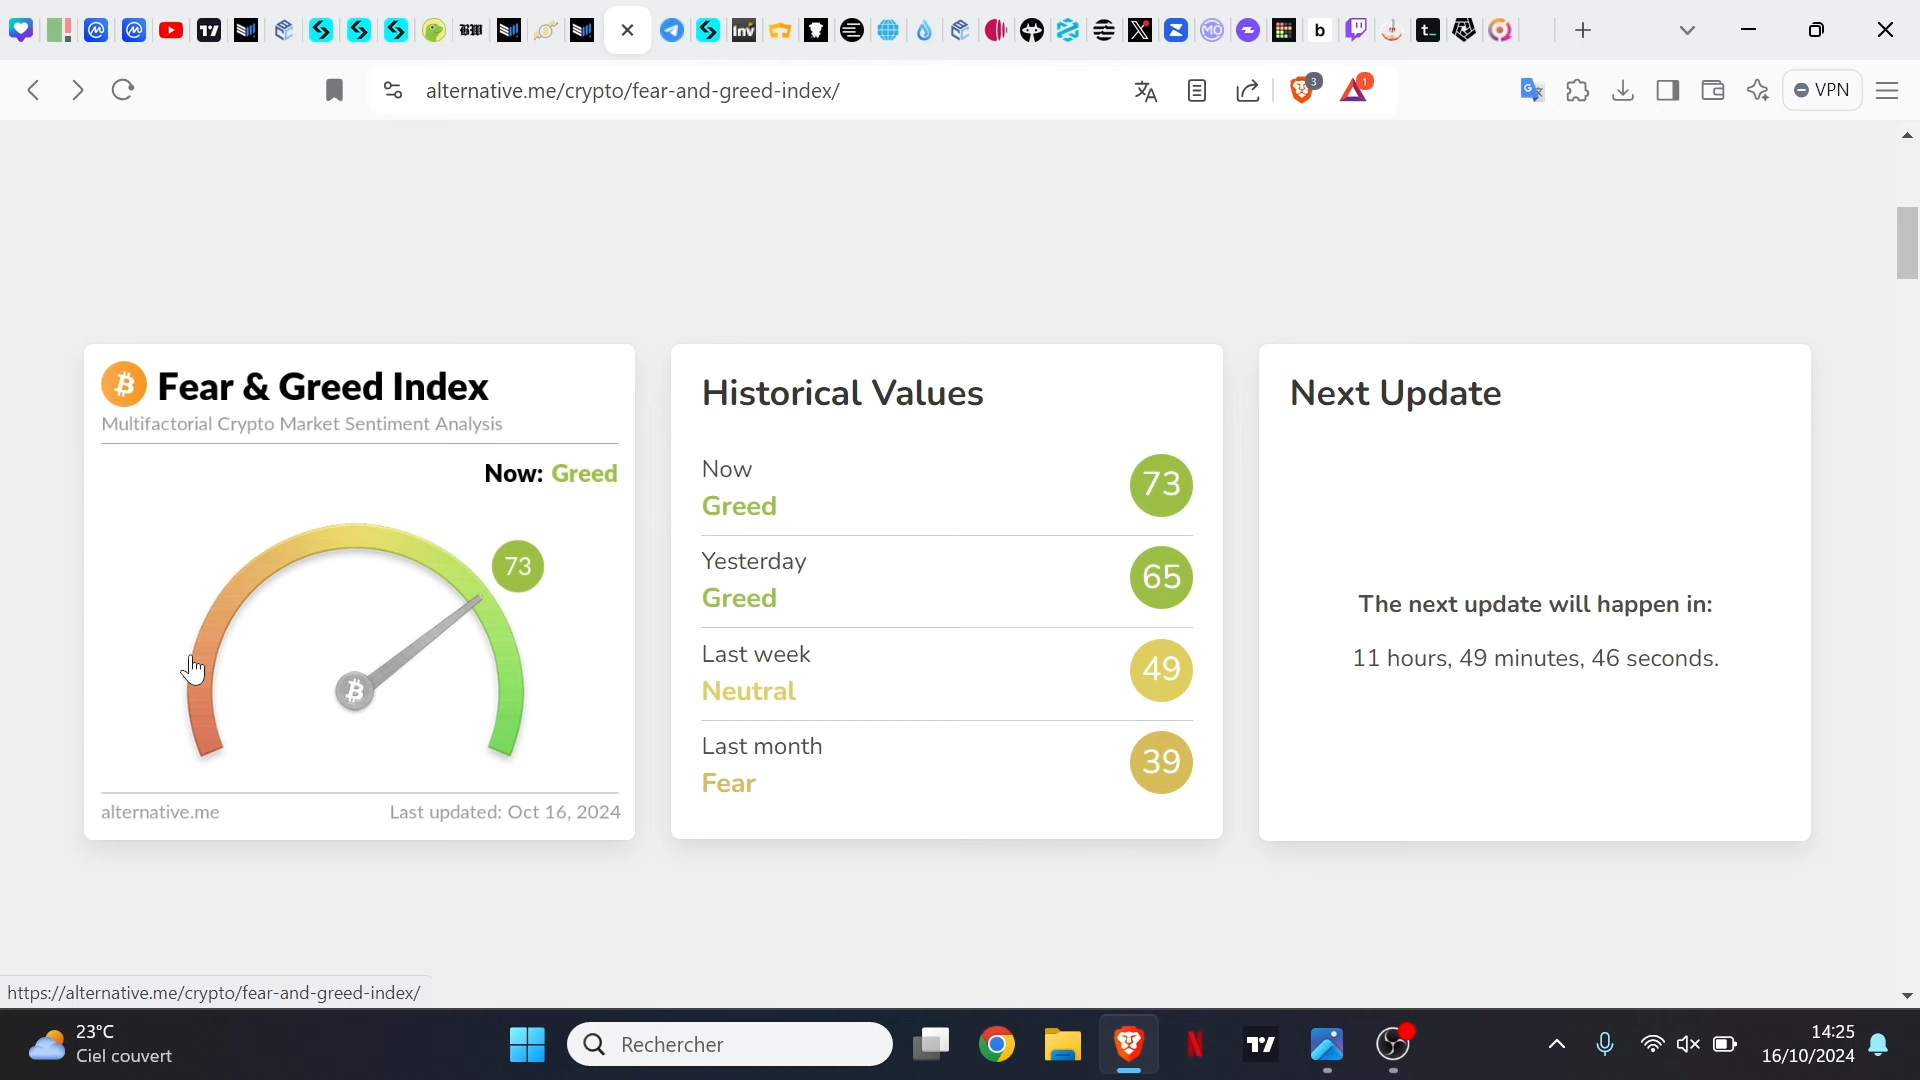 alternative.me/crypto/fear-and-greed-index/
3
1
VPN
Fear & Greed Index
Multifactorial Crypto Market Sentiment Analysis
Now: Greed
73
alternative.me
Last updated: Oct 16, 2024
Historical Values
Now
Greed
73
Yesterday
Greed
65
Last week
Neutral
49
Last month
Fear
39
Next Update
The next update will happen in:
11 hours, 49 minutes, 46 seconds.
https://alternative.me/crypto/fear-and-greed-index/
23°C
Ciel couvert
Rechercher
14:25
16/10/2024